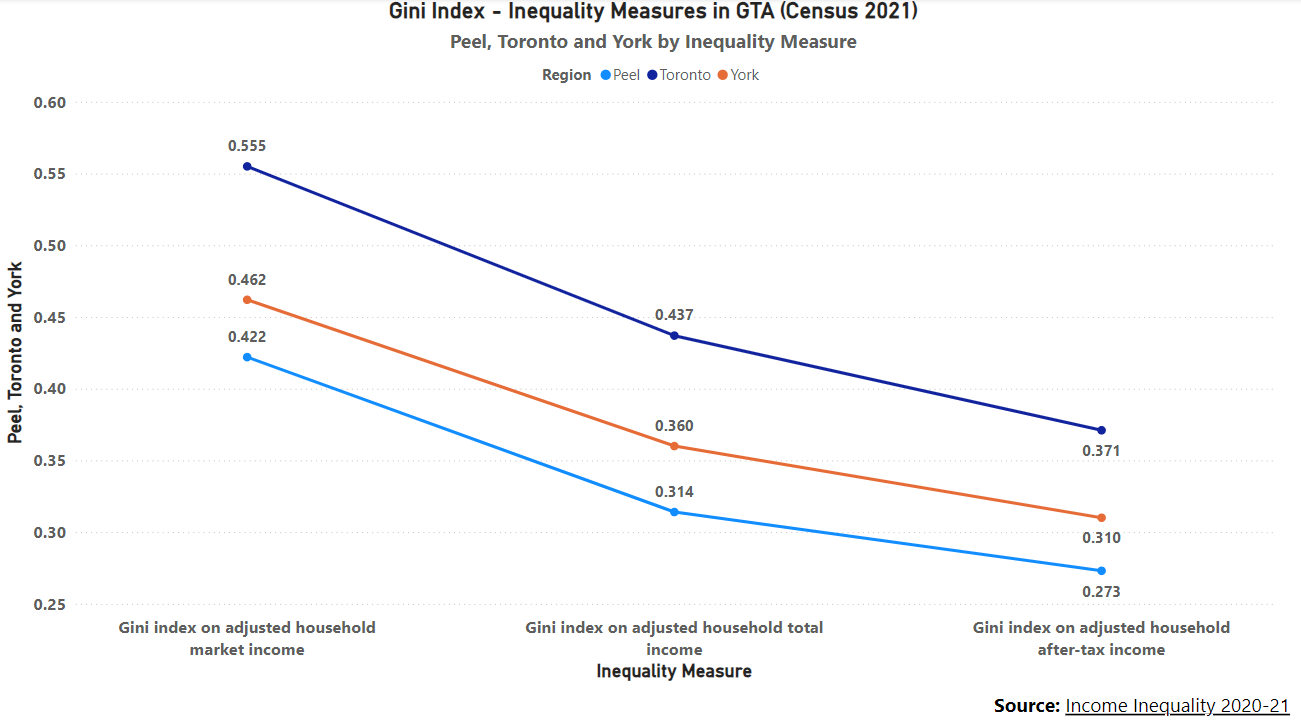 Gini Index - Inequality Measures in GTA (Census 2021)
Peel, Toronto and York by Inequality Measure
Region Peel Toronto York
Peel, Toronto and York
0.60
0.55
0.50
0.45
0.40
0.35
0.30
0.25
0.555
0.462
0.422
0.437
0.360
0.314
0.371
0.310
0.273
Gini index on adjusted household
market income
Gini index on adjusted household total
income
Gini index on adjusted household
after-tax income
Inequality Measure
Source: Income Inequality 2020-21